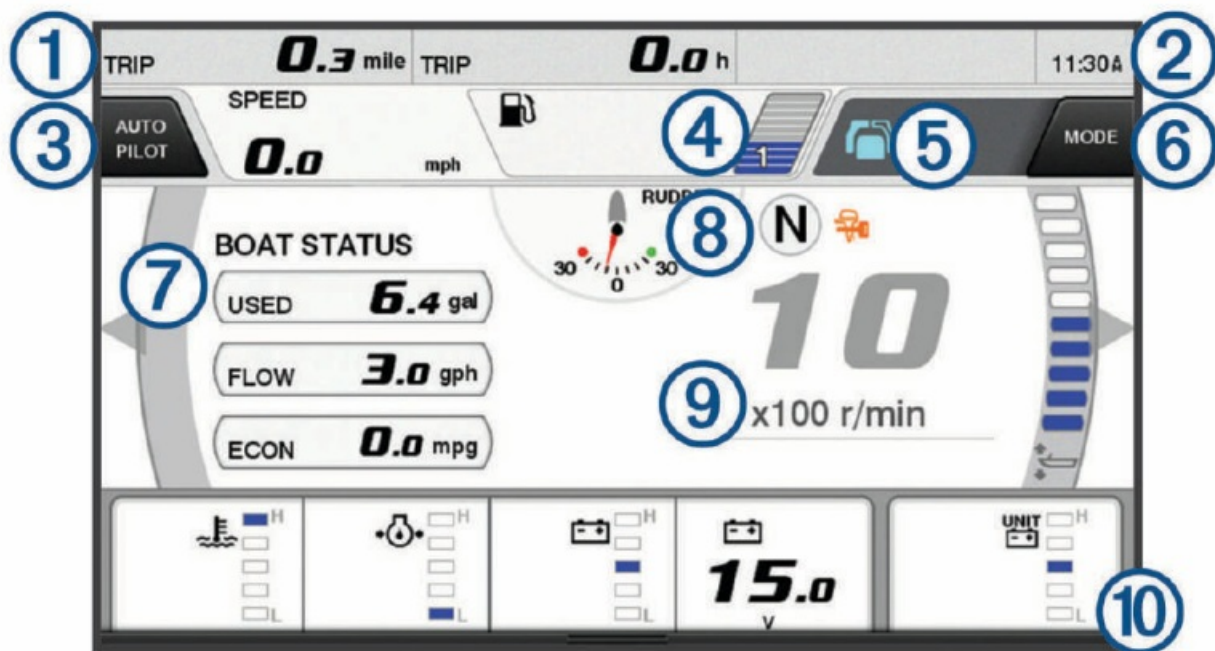 ① TRIP 0.3 mile TRIP 0.0 h 11:30A ②
③ AUTO PILOT
SPEED
0.0 mph
④ 1
⑤
MODE ⑥
⑦ BOAT STATUS
USED 6.4 gal
FLOW 3.0 gph
ECON 0.0 mpg
⑧ N
30 0 30
10
⑨ x100 r/min
H
H L
H L
15.0
V
UNIT H
L
⑩